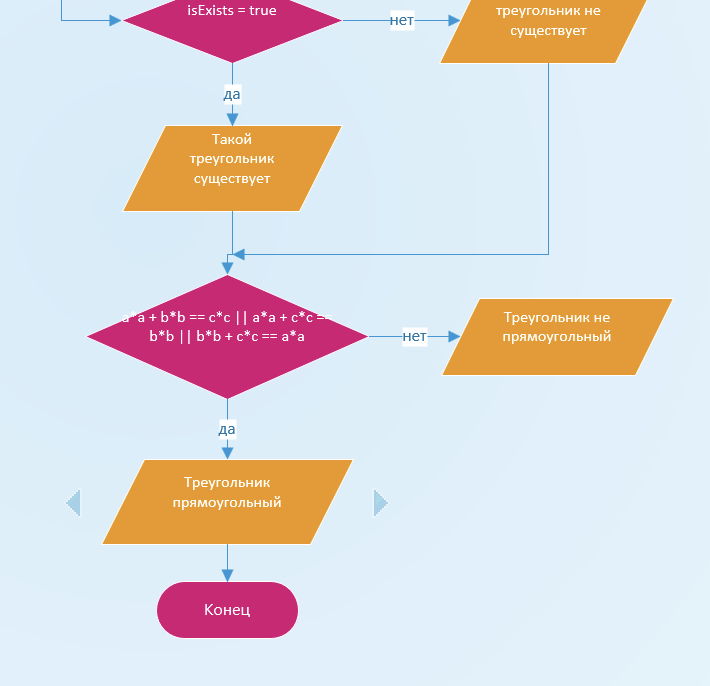 isExists = true
нет
треугольник не
существует
да
Такой
треугольник
существует
a*a + b*b == c*c || a*a + c*c ==
b*b || b*b + c*c == a*a
нет
Треугольник не
прямоугольный
да
Треугольник
прямоугольный
Конец